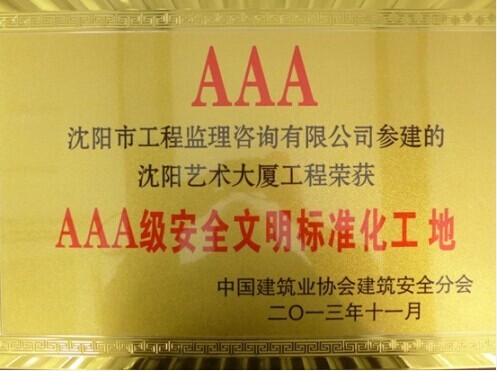 AAA
沈阳市工程监理咨询有限公司参建的
沈阳艺术大厦工程荣获
AAA级安全文明标准化工地
中国建筑业协会建筑安全分会
二〇一三年十一月